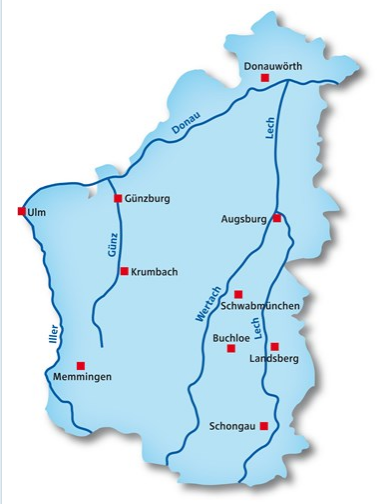 Donauwörth
Donau
Lech
Günzburg
Ulm
Augsburg
Günz
Krumbach
Wertach
Schwabmünchen
Iller
Lech
Buchloe
Landsberg
Memmingen
Schongau